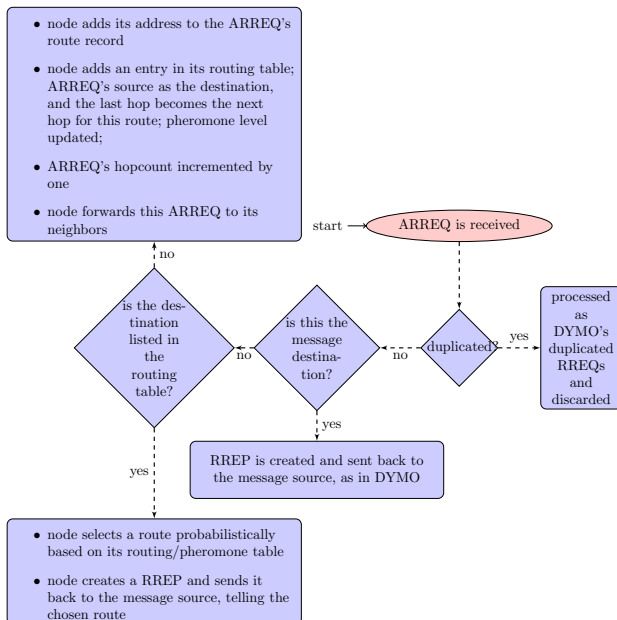 • node adds its address to the ARREQ's
route record
• node adds an entry in its routing table;
ARREQ's source as the destination,
and the last hop becomes the next
hop for this route; pheromone level
updated;
• ARREQ's hopcount incremented by
one
• node forwards this ARREQ to its
neighbors
start
ARREQ is received
no
is the des-
tination
listed in
the
routing
table?
no
is this the
message
destina-
tion?
no
duplicated?
yes
processed
as
DYMO's
duplicated
RREQs
and
discarded
yes
RREP is created and sent back to
the message source, as in DYMO
yes
• node selects a route probabilistically
based on its routing/pheromone table
• node creates a RREP and sends it
back to the message source, telling the
chosen route